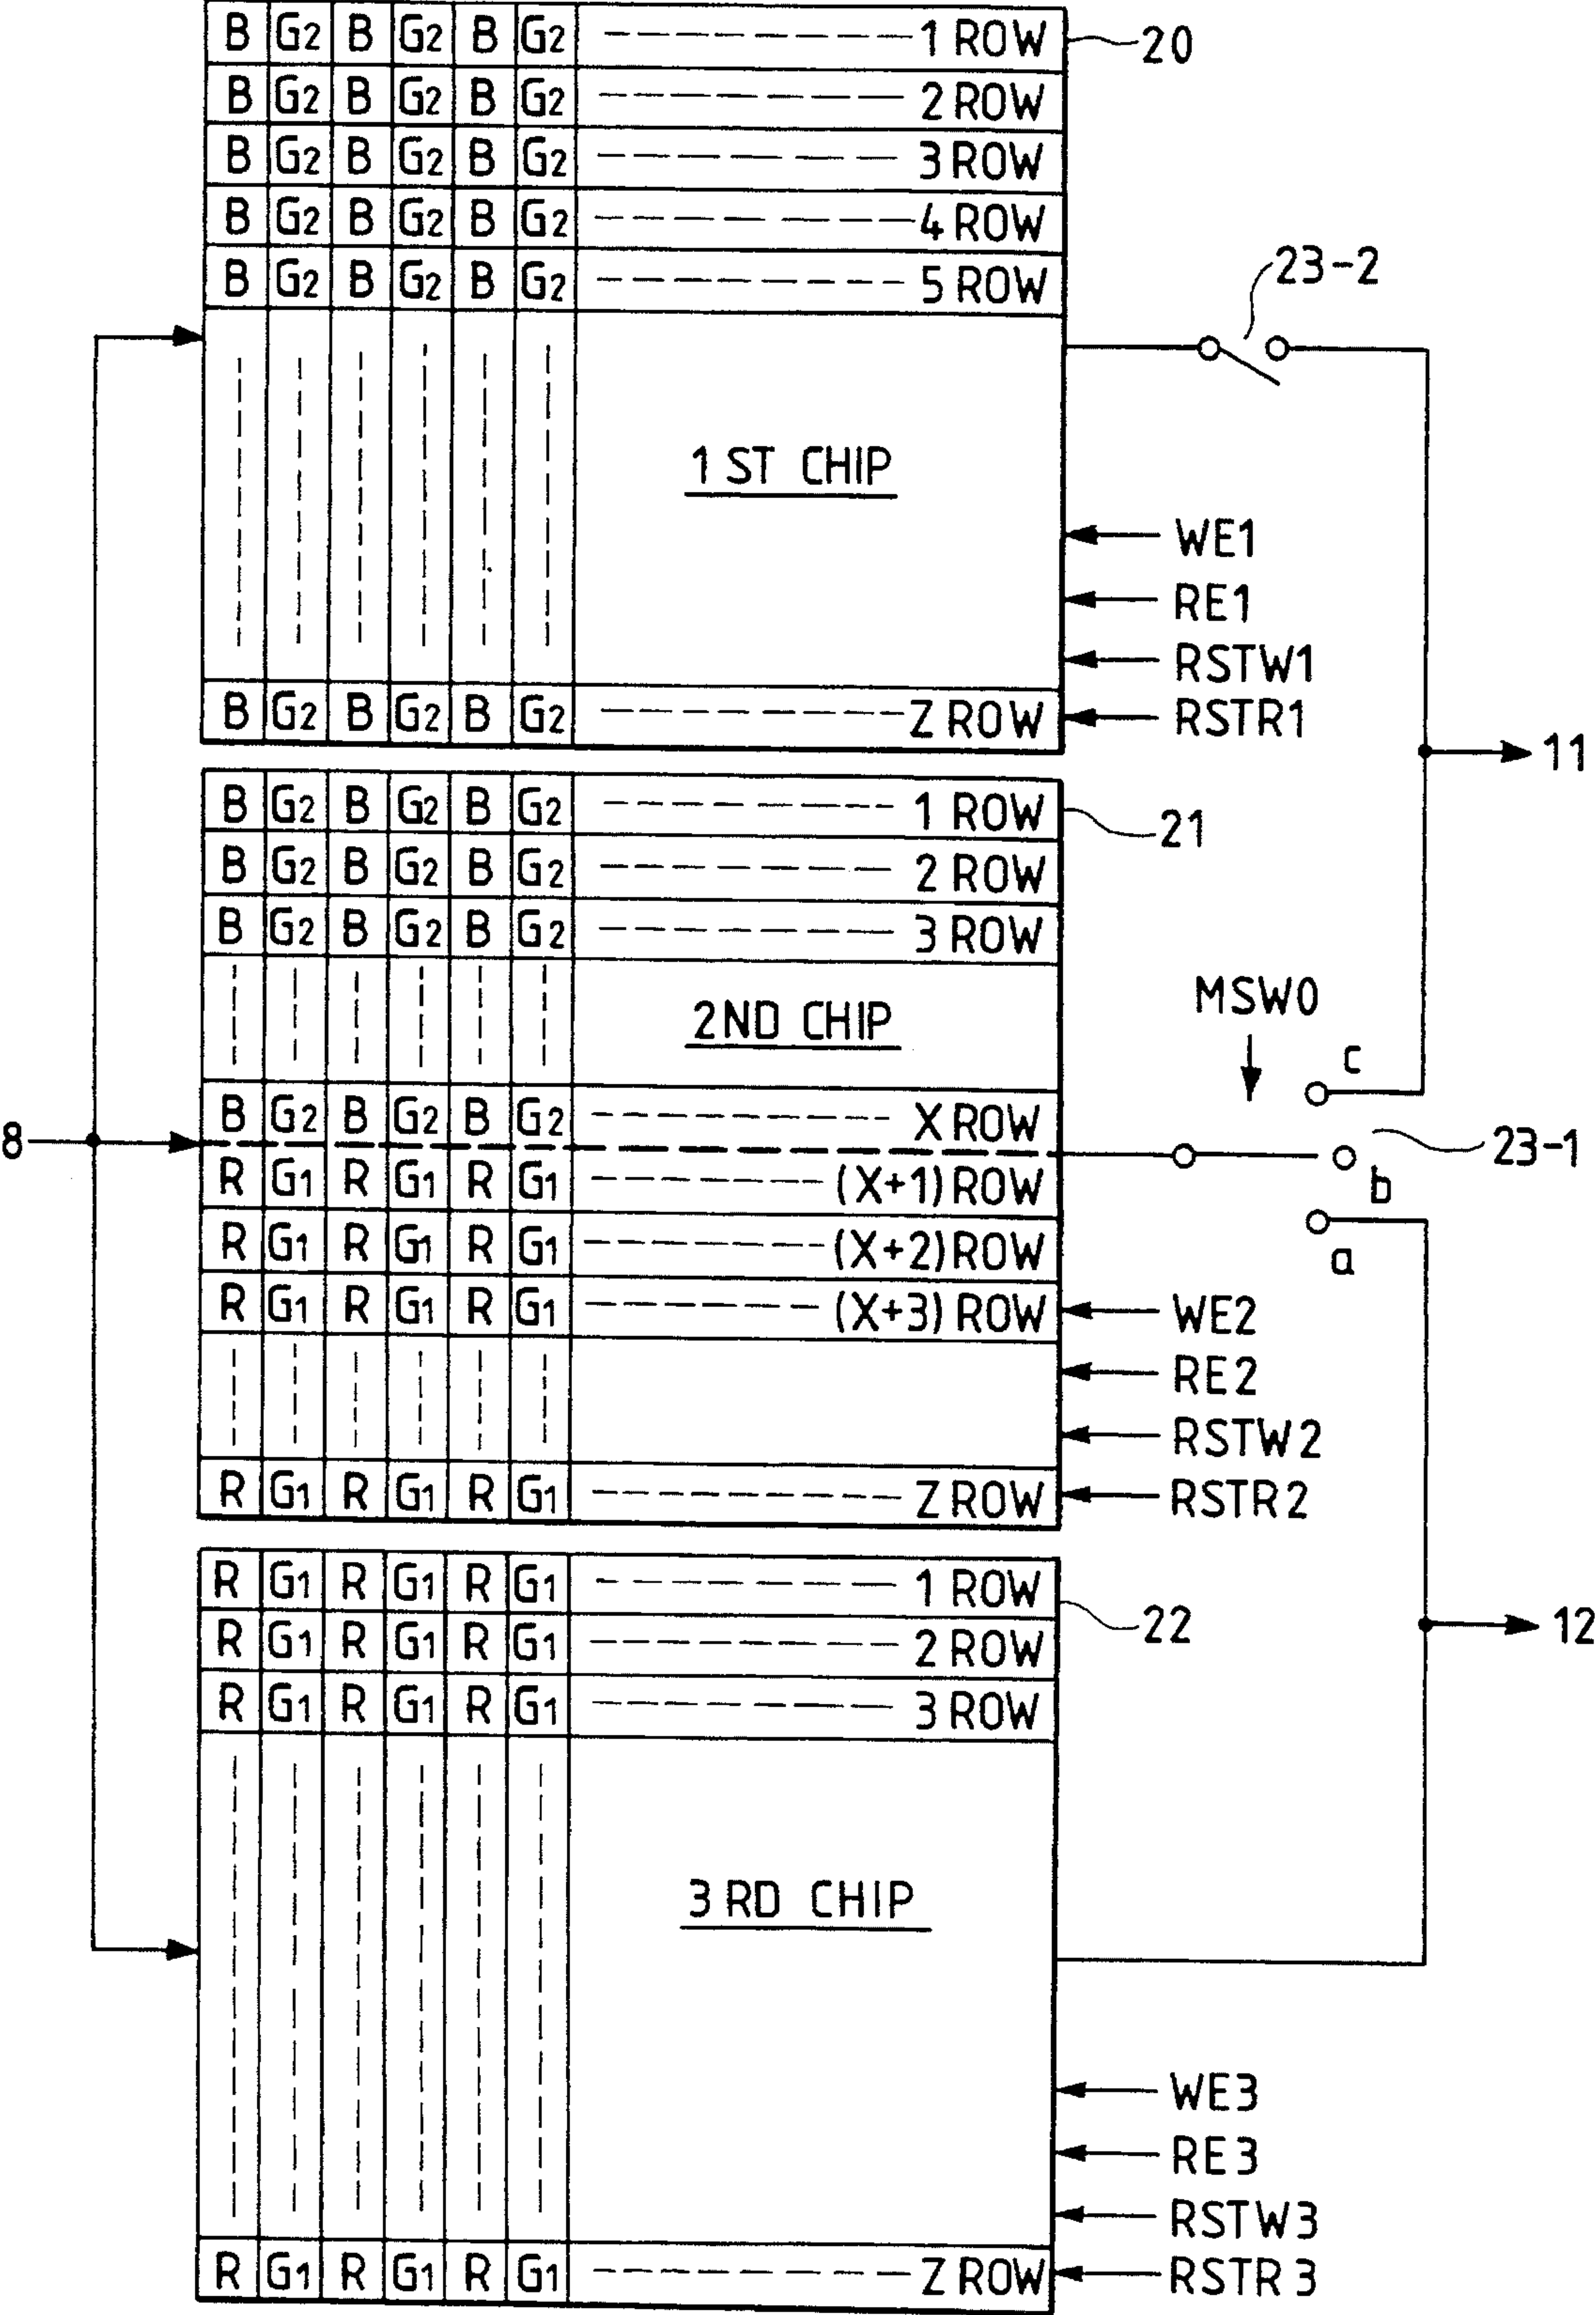 B G2 B G2 B G2 1 ROW 20
B G2 B G2 B G2 2 ROW
B G2 B G2 B G2 3 ROW
B G2 B G2 B G2 4 ROW
B G2 B G2 B G2 5 ROW
23-2
1 ST CHIP
WE1
RE1
RSTW1
B G2 B G2 B G2 Z ROW RSTR1
11
B G2 B G2 B G2 1 ROW 21
B G2 B G2 B G2 2 ROW
B G2 B G2 B G2 3 ROW
MSW0
2ND CHIP
c
B G2 B G2 B G2 X ROW
8
23-1
R G1 R G1 R G1 (X+1) ROW b
R G1 R G1 R G1 (X+2) ROW a
R G1 R G1 R G1 (X+3) ROW WE2
RE2
RSTW2
R G1 R G1 R G1 Z ROW RSTR2
R G1 R G1 R G1 1 ROW 22
R G1 R G1 R G1 2 ROW 12
R G1 R G1 R G1 3 ROW
3 RD CHIP
WE3
RE3
RSTW3
R G1 R G1 R G1 Z ROW RSTR3